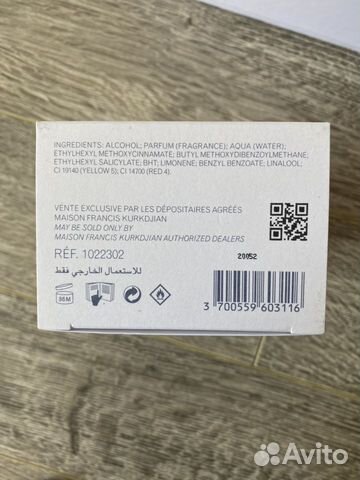 INGREDIENTS: ALCOHOL; PARFUM (FRAGRANCE); AQUA (WATER);
ETHYLHEXYL METHOXYCINNAMATE; BUTYL METHOXYDIBENZOYLMETHANE;
ETHYLHEXYL SALICYLATE; BHT; LIMONENE; BENZYL BENZOATE; LINALOOL;
CI 19140 (YELLOW 5); CI 14700 (RED 4).
VENTE EXCLUSIVE PAR LES DÉPOSITAIRES AGRÉÉS
MAISON FRANCIS KURKDJIAN
MAY BE SOLD ONLY BY
MAISON FRANCIS KURKDJIAN AUTHORIZED DEALERS
RÉF. 1022302
20052
للاستعمال الخارجي فقط
36M
3 700559 603116
Avito